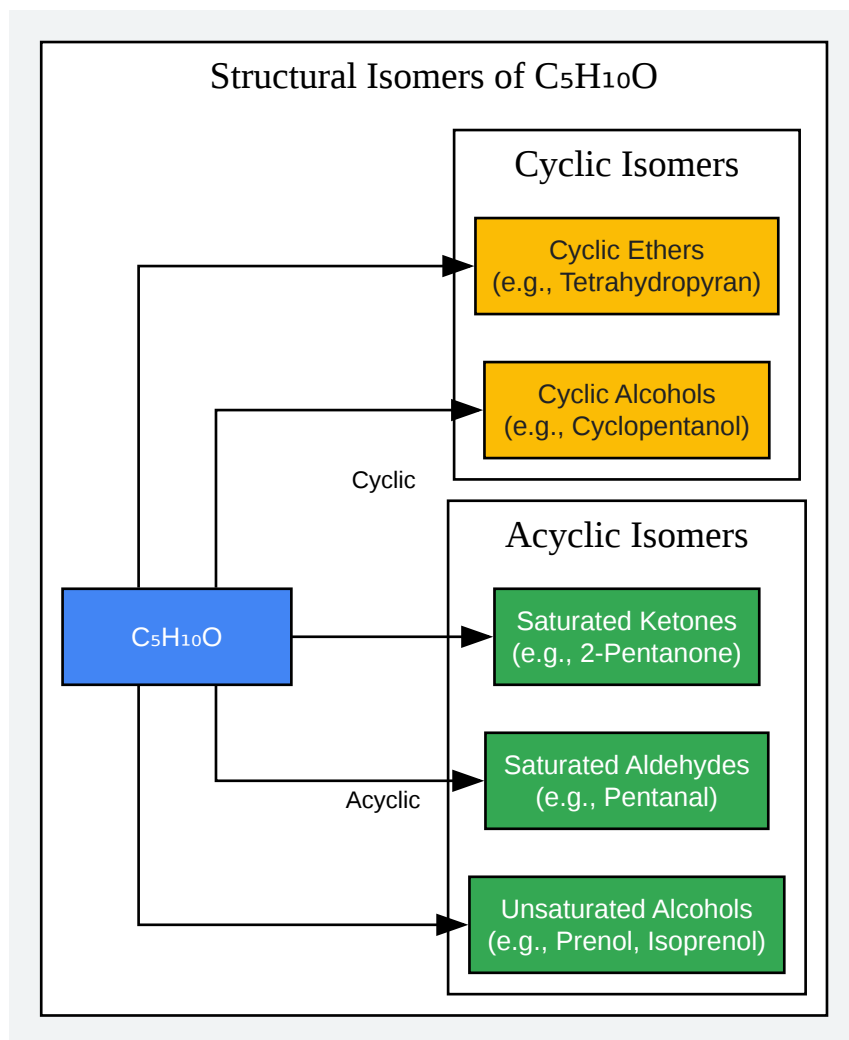 Structural Isomers of C₅H₁₀O
Cyclic Isomers
Cyclic Ethers
(e.g., Tetrahydropyran)
Cyclic Alcohols
(e.g., Cyclopentanol)
Cyclic
Acyclic Isomers
C₅H₁₀O
Saturated Ketones
(e.g., 2-Pentanone)
Saturated Aldehydes
(e.g., Pentanal)
Acyclic
Unsaturated Alcohols
(e.g., Prenol, Isoprenol)